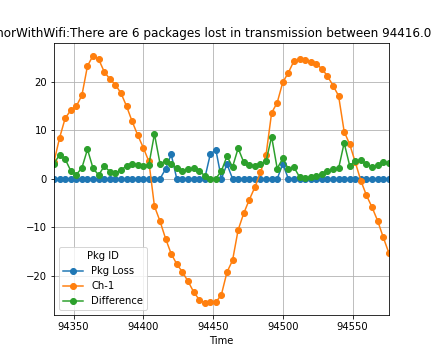 norWithWifi:There are 6 packages lost in transmission between 94416.0
20
10
0
−10
−20
Pkg ID
Pkg Loss
Ch-1
Difference
94350 94400 94450 94500 94550
Time